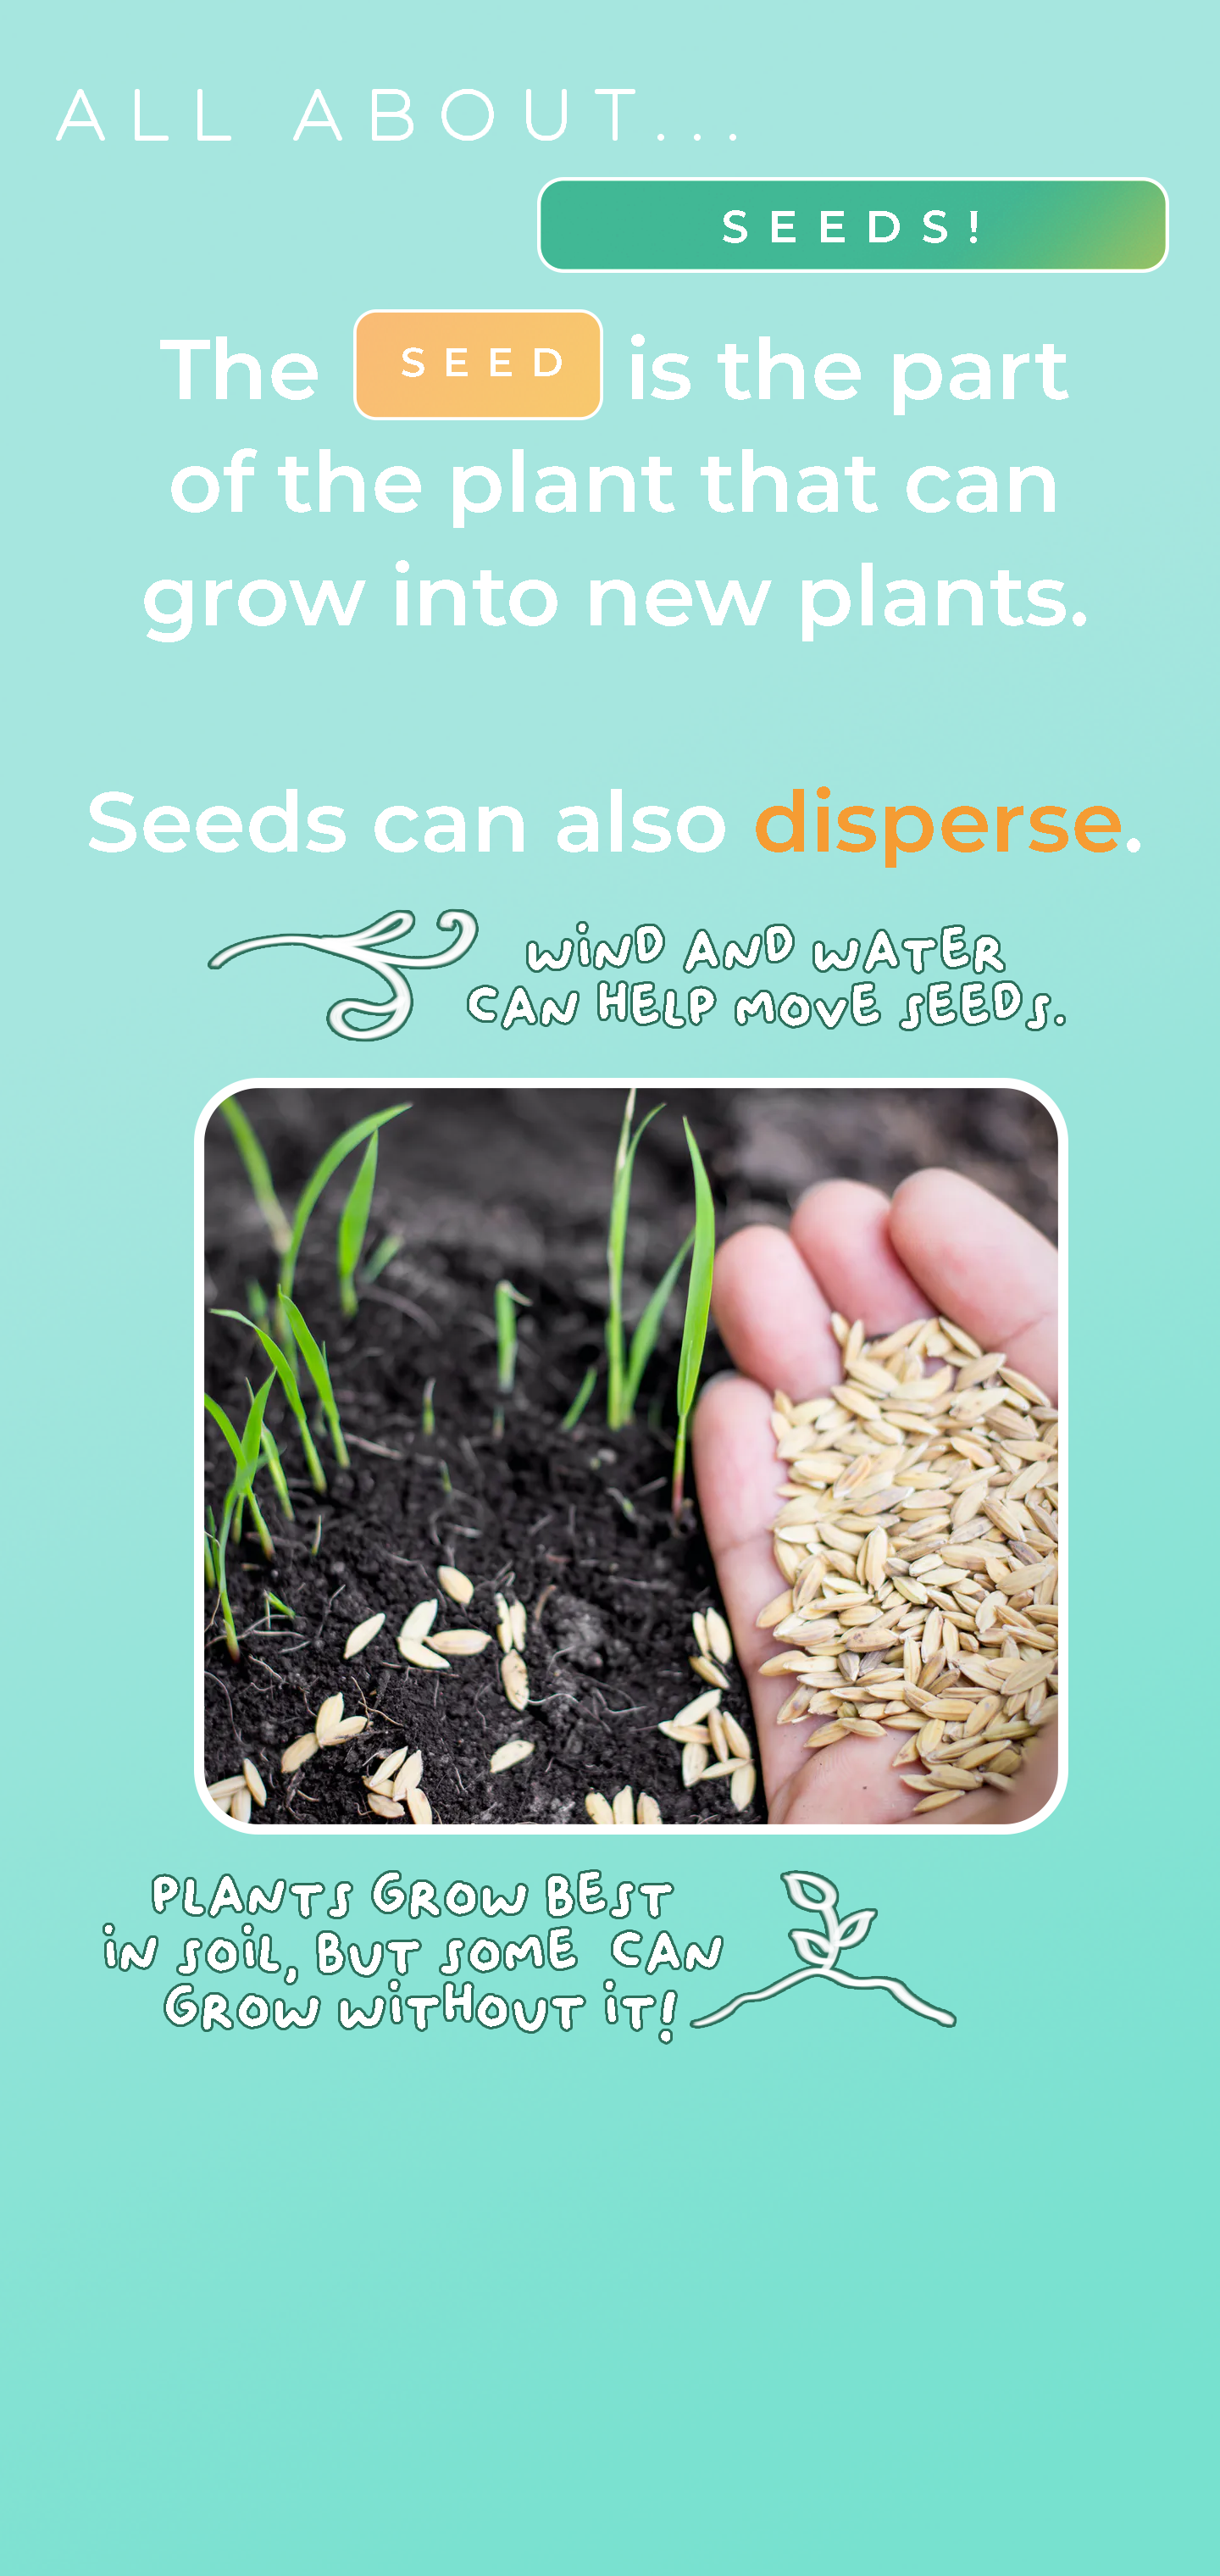 ALL ABOUT...
SEEDS!
The SEED is the part
of the plant that can
grow into new plants.
Seeds can also disperse.
WIND AND WATER
CAN HELP MOVE SEEDS.
PLANTS GROW BEST
IN SOIL, BUT SOME CAN
GROW WITHOUT IT!